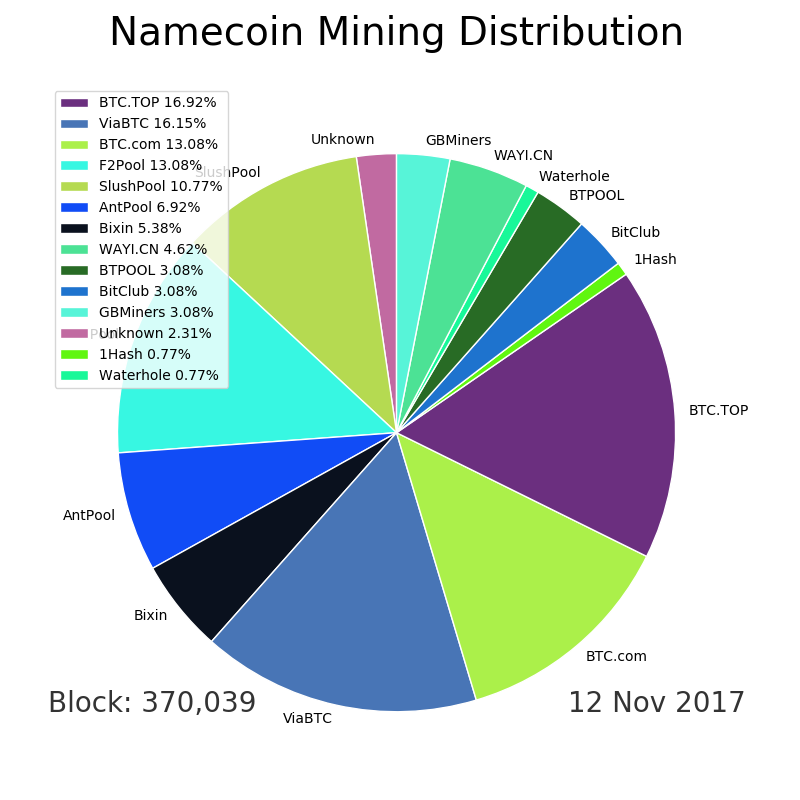 Namecoin Mining Distribution
BTC.TOP 16.92%
ViaBTC 16.15%
BTC.com 13.08%
F2Pool 13.08%
SlushPool 10.77%
AntPool 6.92%
Bixin 5.38%
WAYI.CN 4.62%
BTPOOL 3.08%
BitClub 3.08%
GBMiners 3.08%
Unknown 2.31%
1Hash 0.77%
Waterhole 0.77%
Unknown
GBMiners
WAYI.CN
SlushPool
Waterhole
BTPOOL
BitClub
1Hash
BTC.TOP
AntPool
Bixin
BTC.com
ViaBTC
Block: 370,039
12 Nov 2017